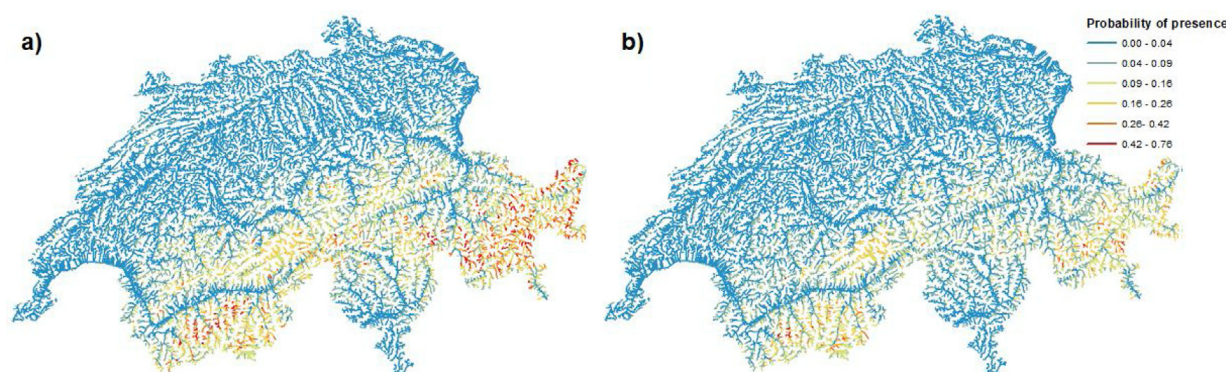 a)
b)
Probability of presence
0.00 - 0.04
0.04 - 0.09
0.09 - 0.16
0.16 - 0.26
0.26- 0.42
0.42 - 0.76